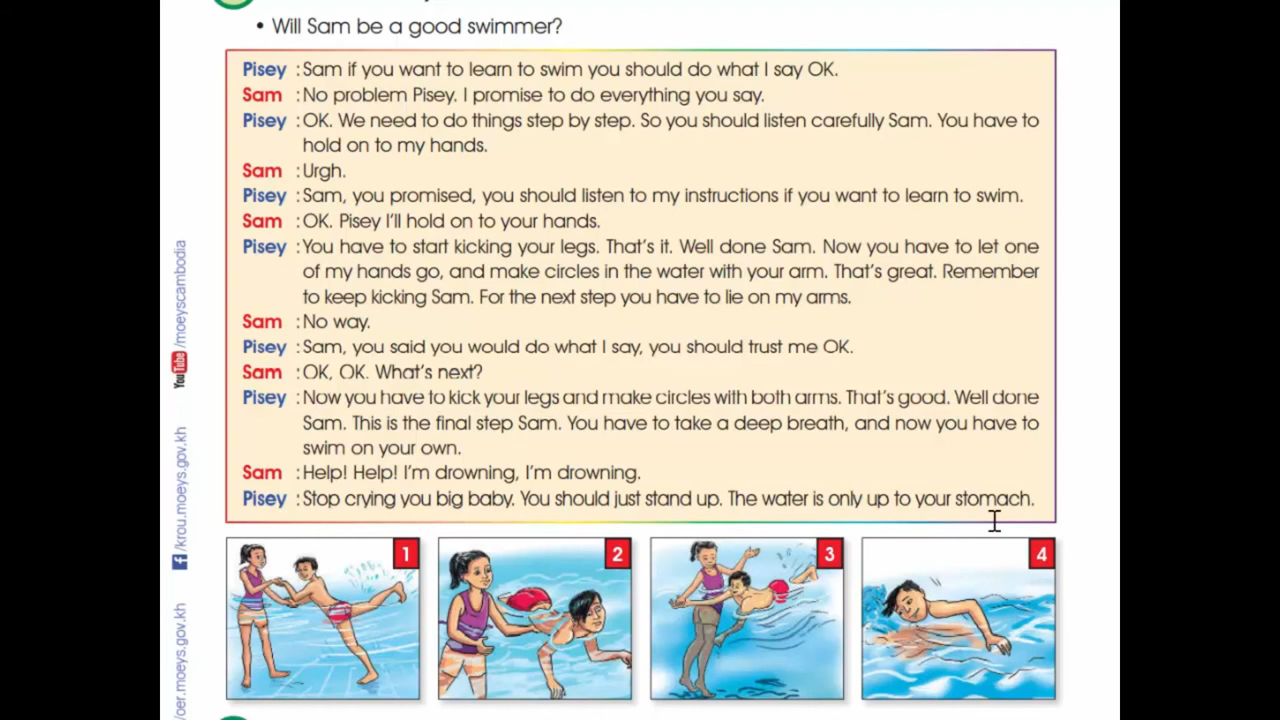 • Will Sam be a good swimmer?
Pisey : Sam if you want to learn to swim you should do what I say OK.
Sam : No problem Pisey. I promise to do everything you say.
Pisey : OK. We need to do things step by step. So you should listen carefully Sam. You have to
hold on to my hands.
Sam : Urgh.
Pisey : Sam, you promised, you should listen to my instructions if you want to learn to swim.
Sam : OK. Pisey I'll hold on to your hands.
Pisey : You have to start kicking your legs. That's it. Well done Sam. Now you have to let one
of my hands go, and make circles in the water with your arm. That's great. Remember
to keep kicking Sam. For the next step you have to lie on my arms.
Sam : No way.
Pisey : Sam, you said you would do what I say, you should trust me OK.
Sam : OK, OK. What's next?
Pisey : Now you have to kick your legs and make circles with both arms. That's good. Well done
Sam. This is the final step Sam. You have to take a deep breath, and now you have to
swim on your own.
Sam : Help! Help! I'm drowning, I'm drowning.
Pisey : Stop crying you big baby. You should just stand up. The water is only up to your stomach.
1
2
3
4
YouTube /moeyscambodia
f /krou.moeys.gov.kh
/oer.moeys.gov.kh